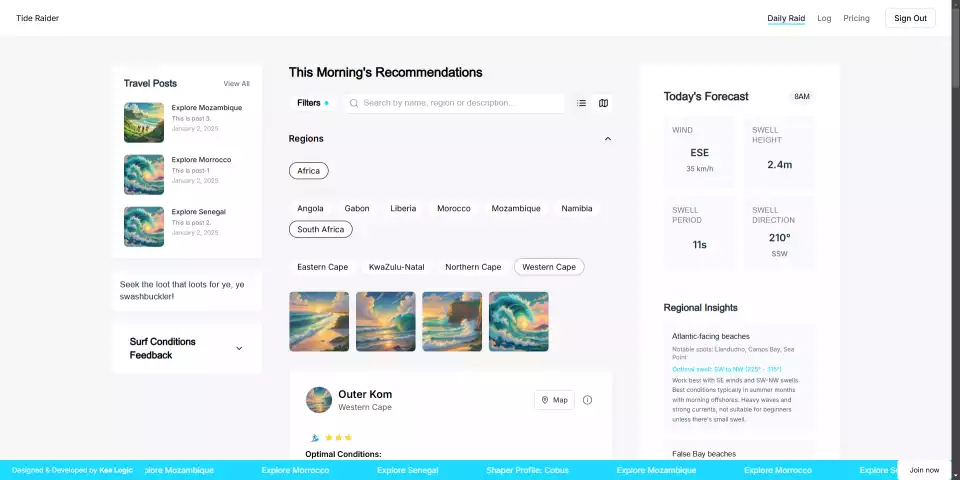 Tide Raider
Daily Raid
Log
Pricing
Sign Out
Travel Posts
View All
Explore Mozambique
This is post 3.
January 2, 2025
Explore Morrocco
This is post-1
January 2, 2025
Explore Senegal
This is post 2.
January 2, 2025
Seek the loot that loots for ye, ye
swashbuckler!
Surf Conditions
Feedback
This Morning's Recommendations
Filters
Search by name, region or description...
Regions
Africa
Angola Gabon Liberia Morocco Mozambique Namibia
South Africa
Eastern Cape KwaZulu-Natal Northern Cape Western Cape
Outer Kom
Western Cape
Map
Optimal Conditions:
Today's Forecast
8AM
WIND
ESE
35 km/h
SWELL
HEIGHT
2.4m
SWELL
PERIOD
11s
SWELL
DIRECTION
210°
SSW
Regional Insights
Atlantic-facing beaches
Notable spots: Llandudno, Camps Bay, Sea
Point
Optimal swell: SW to NW (225° - 315°)
Work best with SE winds and SW-NW swells.
Best conditions typically in summer months
with morning offshores. Heavy waves and
strong currents, not suitable for beginners
unless there's small swell.
False Bay beaches
Designed & Developed by Kas Logic
plore Mozambique Explore Morrocco Explore Senegal Shaper Profile: Cobus Explore Mozambique Explore Morrocco Explore Se
Join now